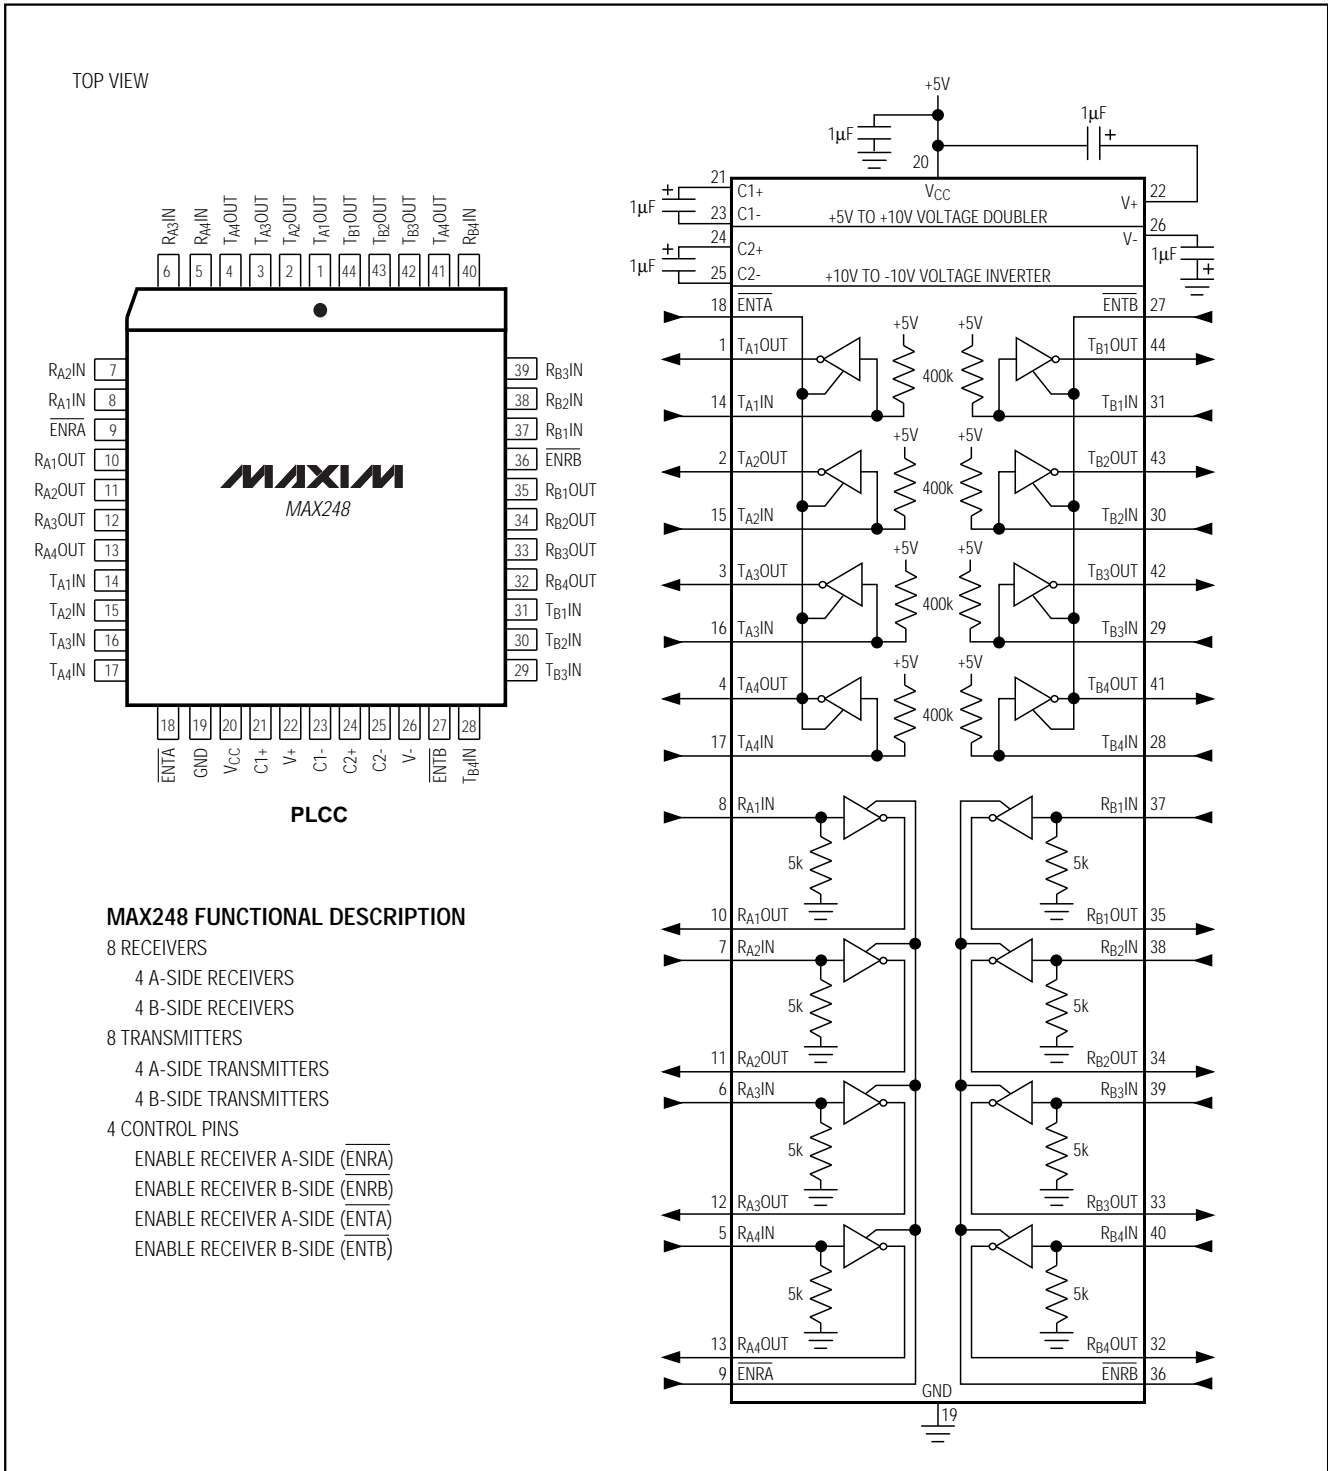 TOP VIEW
RA3IN
RA4IN
TA4OUT
TA3OUT
TA2OUT
TA1OUT
TB1OUT
TB2OUT
TB3OUT
TA4OUT
RB4IN
6 5 4 3 2 1 44 43 42 41 40
RA2IN 7
RA1IN 8
ENRA 9
RA1OUT 10
RA2OUT 11
RA3OUT 12
RA4OUT 13
TA1IN 14
TA2IN 15
TA3IN 16
TA4IN 17
MAXIM
MAX248
39 RB3IN
38 RB2IN
37 RB1IN
36 ENRB
35 RB1OUT
34 RB2OUT
33 RB3OUT
32 RB4OUT
31 TB1IN
30 TB2IN
29 TB3IN
18 19 20 21 22 23 24 25 26 27 28
ENTA
GND
VCC
C1+
V+
C1-
C2+
C2-
V-
ENTB
TB4IN
PLCC
MAX248 FUNCTIONAL DESCRIPTION
8 RECEIVERS
4 A-SIDE RECEIVERS
4 B-SIDE RECEIVERS
8 TRANSMITTERS
4 A-SIDE TRANSMITTERS
4 B-SIDE TRANSMITTERS
4 CONTROL PINS
ENABLE RECEIVER A-SIDE (ENRA)
ENABLE RECEIVER B-SIDE (ENRB)
ENABLE RECEIVER A-SIDE (ENTA)
ENABLE RECEIVER B-SIDE (ENTB)
+5V
1µF
1µF +
20
21 C1+ VCC V+ 22
+ 1µF
23 C1- +5V TO +10V VOLTAGE DOUBLER
24 C2+ V- 26
+ 1µF
25 C2- +10V TO -10V VOLTAGE INVERTER
1µF +
18 ENTA ENTB 27
+5V +5V
1 TA1OUT TB1OUT 44
400k
14 TA1IN TB1IN 31
+5V +5V
2 TA2OUT TB2OUT 43
400k
15 TA2IN TB2IN 30
+5V +5V
3 TA3OUT TB3OUT 42
400k
16 TA3IN TB3IN 29
+5V +5V
4 TA4OUT TB4OUT 41
400k
17 TA4IN TB4IN 28
8 RA1IN RB1IN 37
5k 5k
10 RA1OUT RB1OUT 35
7 RA2IN RB2IN 38
5k 5k
11 RA2OUT RB2OUT 34
6 RA3IN RB3IN 39
5k 5k
12 RA3OUT RB3OUT 33
5 RA4IN RB4IN 40
5k 5k
13 RA4OUT RB4OUT 32
9 ENRA ENRB 36
GND
19